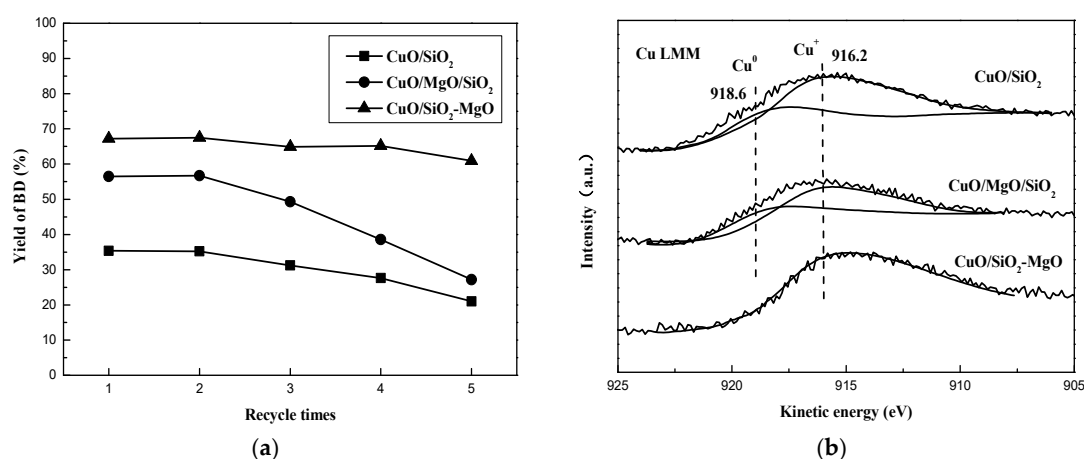 100
90
80
70
60
50
40
30
20
10
0
Yield of BD (%)
CuO/SiO₂
CuO/MgO/SiO₂
CuO/SiO₂-MgO
1 2 3 4 5
Recycle times
(a)
Cu LMM
Cu⁰
Cu⁺
916.2
918.6
CuO/SiO₂
CuO/MgO/SiO₂
CuO/SiO₂-MgO
Intensity (a.u.)
925 920 915 910 905
Kinetic energy (eV)
(b)